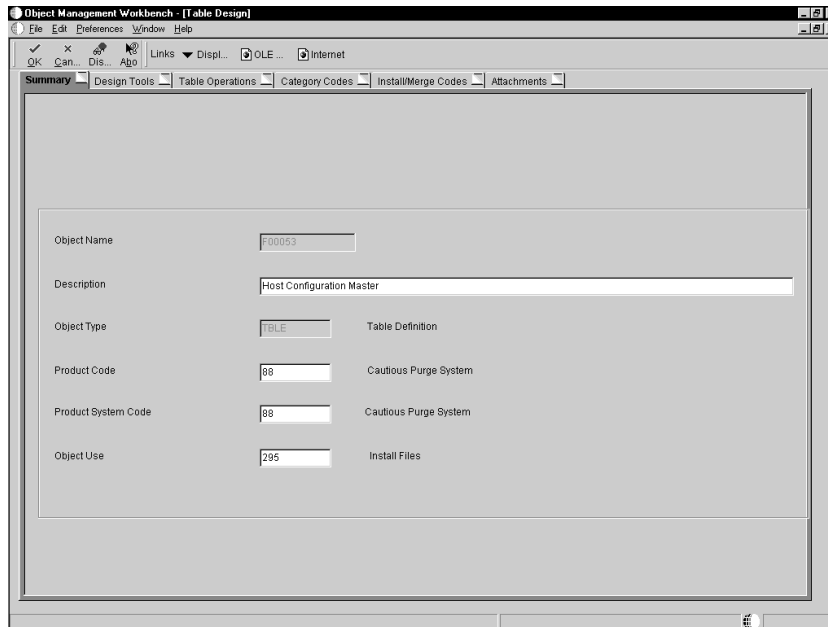 Object Management Workbench - [Table Design]
File Edit Preferences Window Help
Links Displ... OLE ... Internet
OK Can... Dis... Abo
Summary Design Tools Table Operations Category Codes Install/Merge Codes Attachments
Object Name F00053
Description Host Configuration Master
Object Type TBLE Table Definition
Product Code 88 Cautious Purge System
Product System Code 88 Cautious Purge System
Object Use 295 Install Files